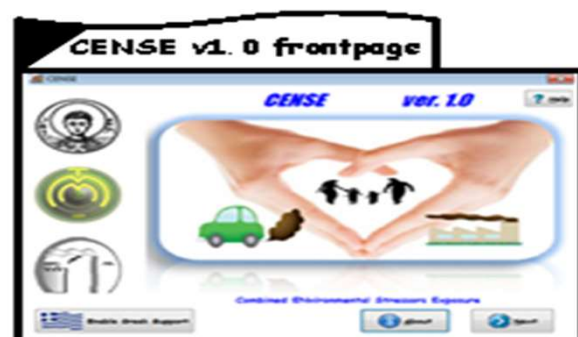 CENSE v1.0 frontpage
CENSE
CENSE ver. 1.0
? Help
Combined Environmental Stressors Exposure
Enable Greek Support
About
Next